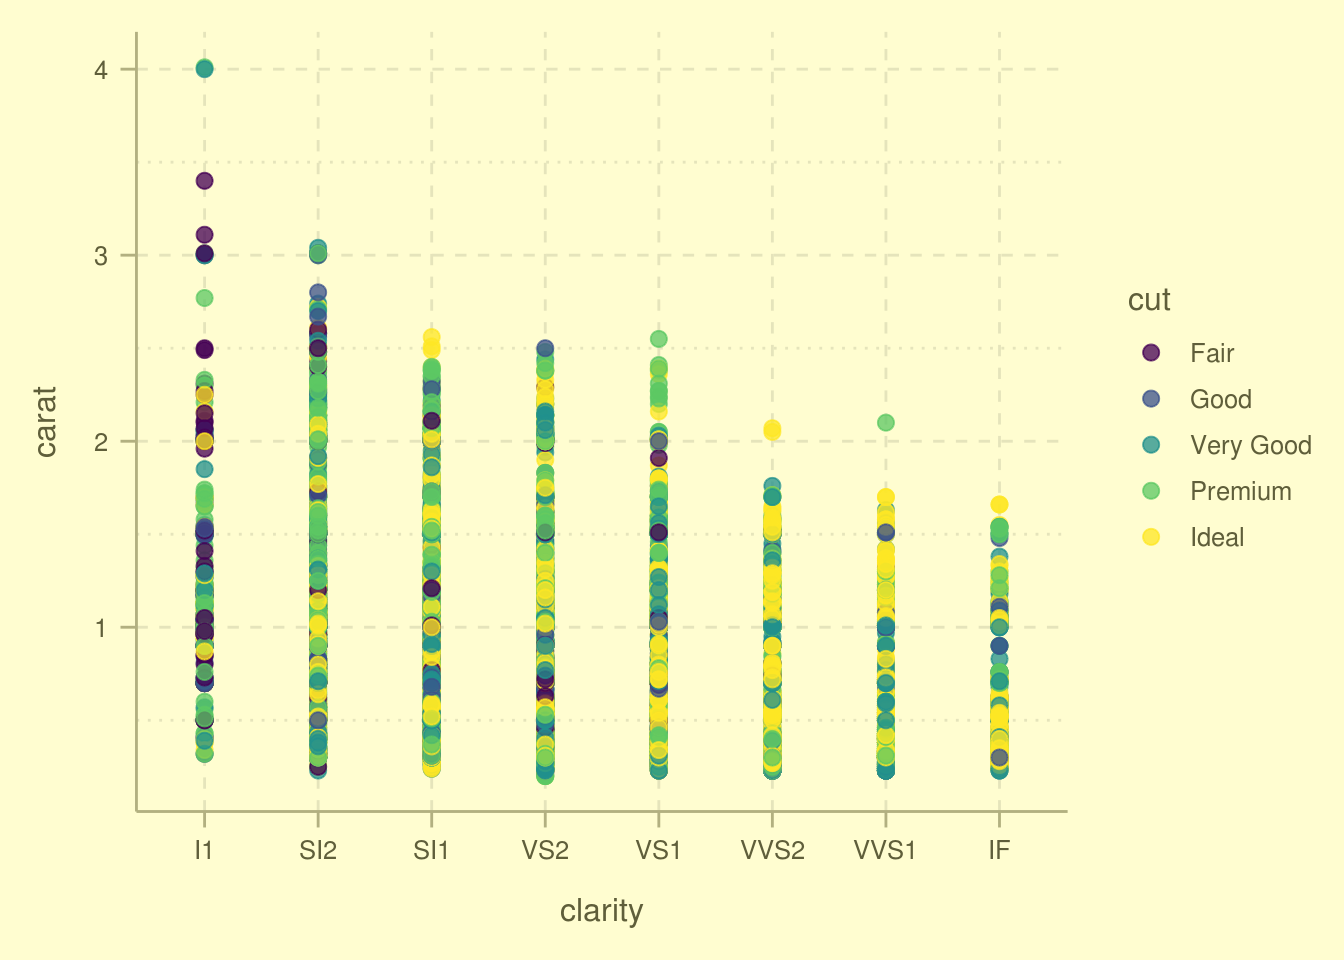 4
3
2
1
carat
I1 SI2 SI1 VS2 VS1 VVS2 VVS1 IF
clarity
cut
Fair
Good
Very Good
Premium
Ideal